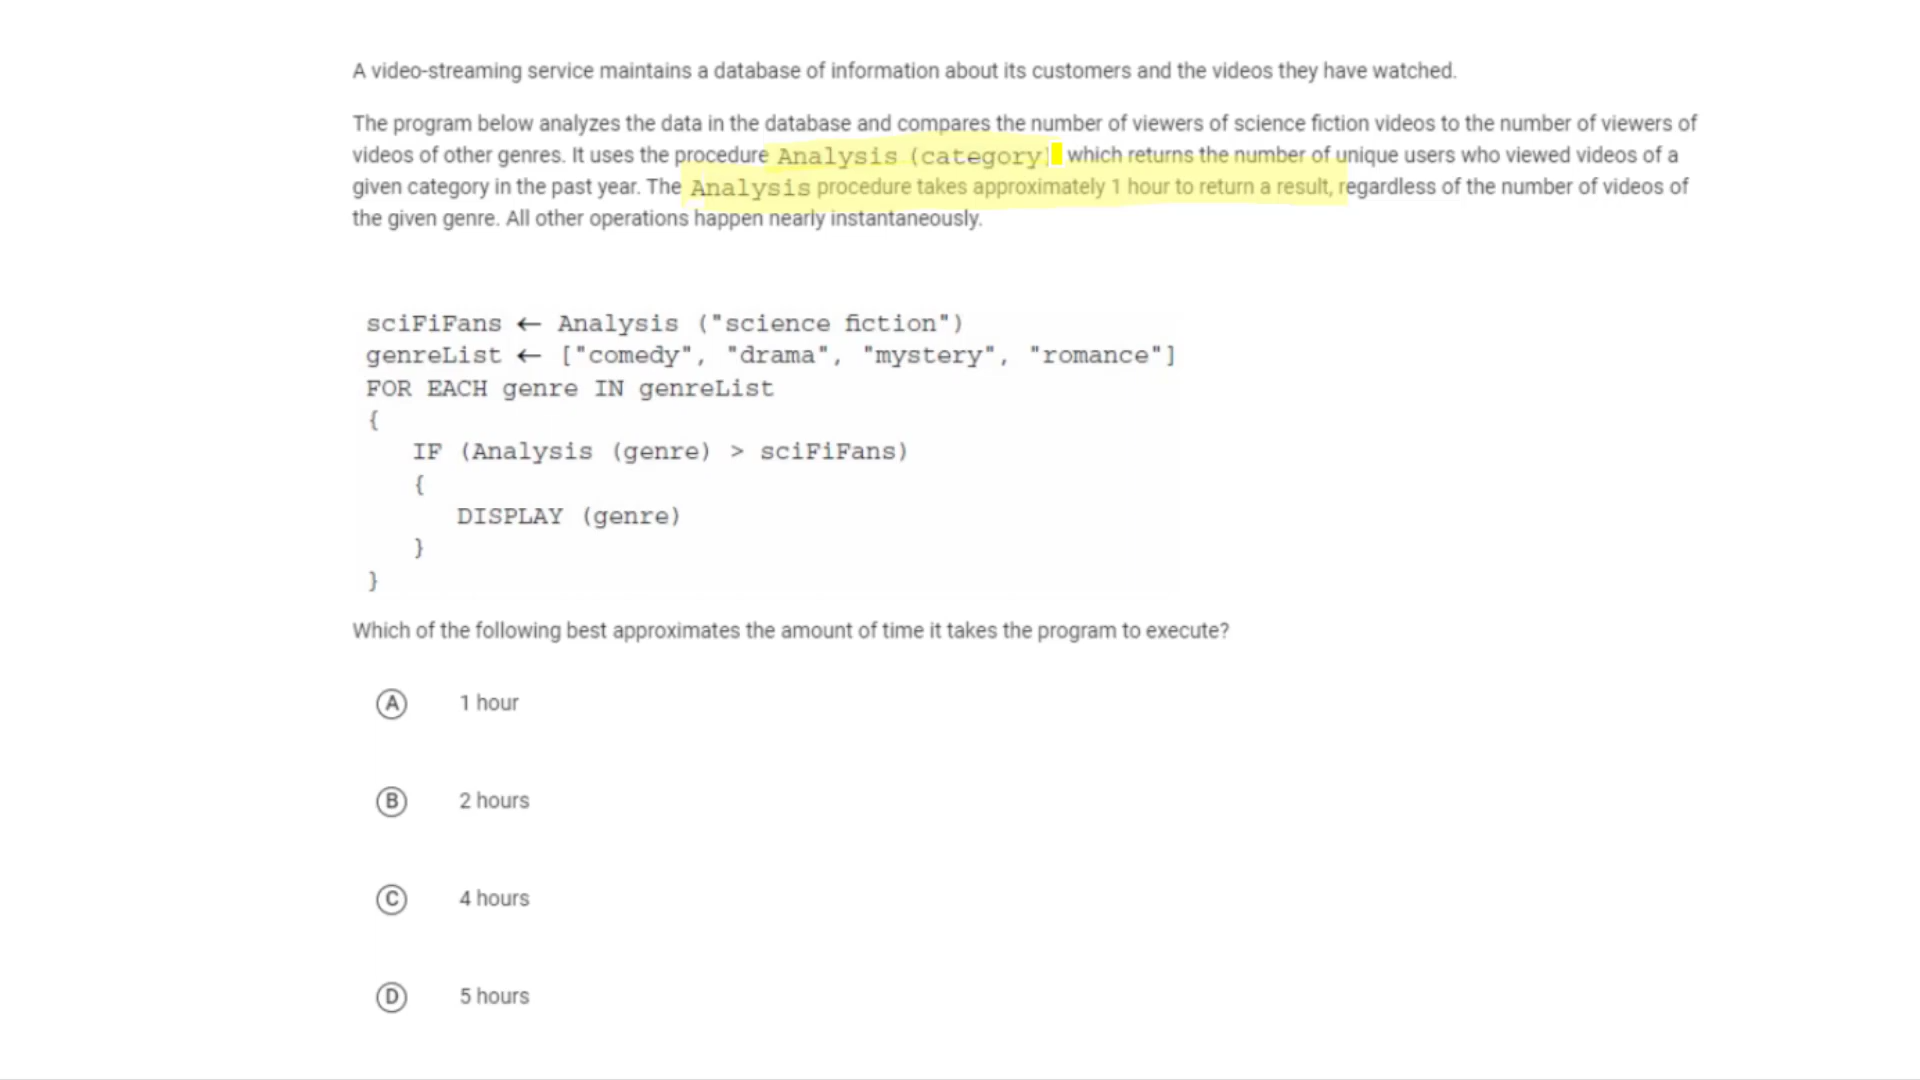 A video-streaming service maintains a database of information about its customers and the videos they have watched.
The program below analyzes the data in the database and compares the number of viewers of science fiction videos to the number of viewers of
videos of other genres. It uses the procedure Analysis (category) which returns the number of unique users who viewed videos of a
given category in the past year. The Analysis procedure takes approximately 1 hour to return a result, regardless of the number of videos of
the given genre. All other operations happen nearly instantaneously.
sciFiFans ← Analysis ("science fiction")
genreList ← ["comedy", "drama", "mystery", "romance"]
FOR EACH genre IN genreList
{
IF (Analysis (genre) > sciFiFans)
{
DISPLAY (genre)
}
}
Which of the following best approximates the amount of time it takes the program to execute?
A 1 hour
B 2 hours
C 4 hours
D 5 hours